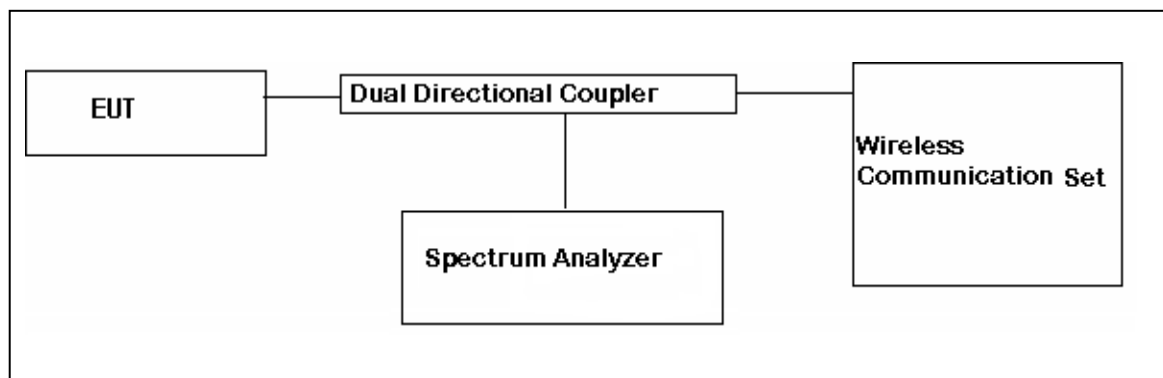 EUT
Dual Directional Coupler
Wireless
Communication Set
Spectrum Analyzer